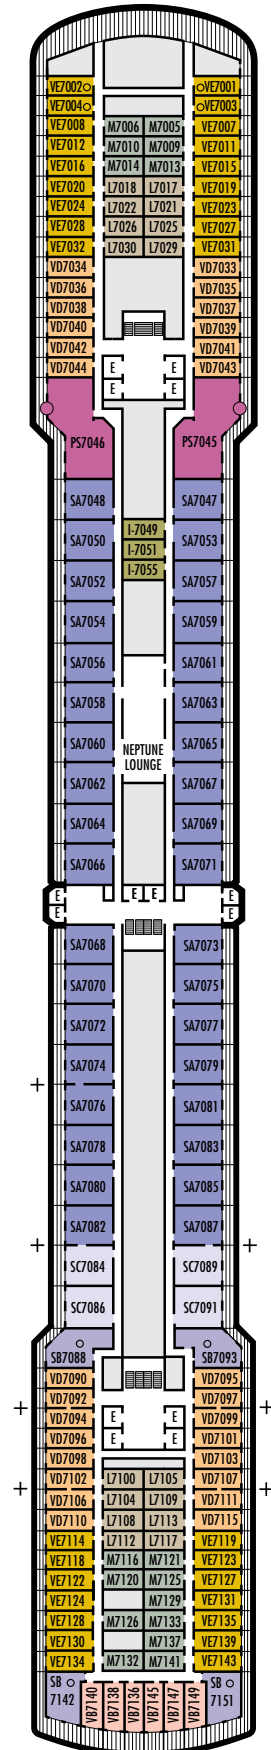 VE7002 VE7001
VE7004 VE7003
VE7008 M7006 M7005 VE7007
VE7012 M7010 M7009 VE7011
VE7016 M7014 M7013 VE7015
VE7020 L7018 L7017 VE7019
VE7024 L7022 L7021 VE7023
VE7028 L7026 L7025 VE7027
VE7032 L7030 L7029 VE7031
VD7034 VD7033
VD7036 VD7035
VD7038 VD7037
VD7040 VD7039
VD7042 VD7041
VD7044 E E VD7043
E E
PS7046 PS7045
SA7048 SA7047
I-7049
SA7050 SA7053
I-7051
I-7055
SA7052 SA7057
SA7054 SA7059
SA7056 SA7061
SA7058 SA7063
SA7060 SA7065
NEPTUNE
LOUNGE
SA7062 SA7067
SA7064 SA7069
SA7066 SA7071
E E E E
E E
SA7068 SA7073
SA7070 SA7075
SA7072 SA7077
SA7074 SA7079
SA7076 SA7081
SA7078 SA7083
SA7080 SA7085
SA7082 SA7087
SC7084 SC7089
SC7086 SC7091
SB7088 SB7093
VD7090 VD7095
VD7092 VD7097
VD7094 E E VD7099
VD7096 E E VD7101
VD7098 VD7103
VD7102 L7100 L7105 VD7107
VD7106 L7104 L7109 VD7111
VD7110 L7108 L7113 VD7115
VE7114 L7112 L7117 VE7119
VE7118 M7116 M7121 VE7123
VE7122 M7120 M7125 VE7127
VE7124 M7129 VE7131
VE7128 M7126 M7133 VE7135
VE7130 M7137 VE7139
VE7134 M7132 M7141 VE7143
SB
7142
VB7140
VB7138
VB7136
VB7145
VB7147
VB7149
SB
7151